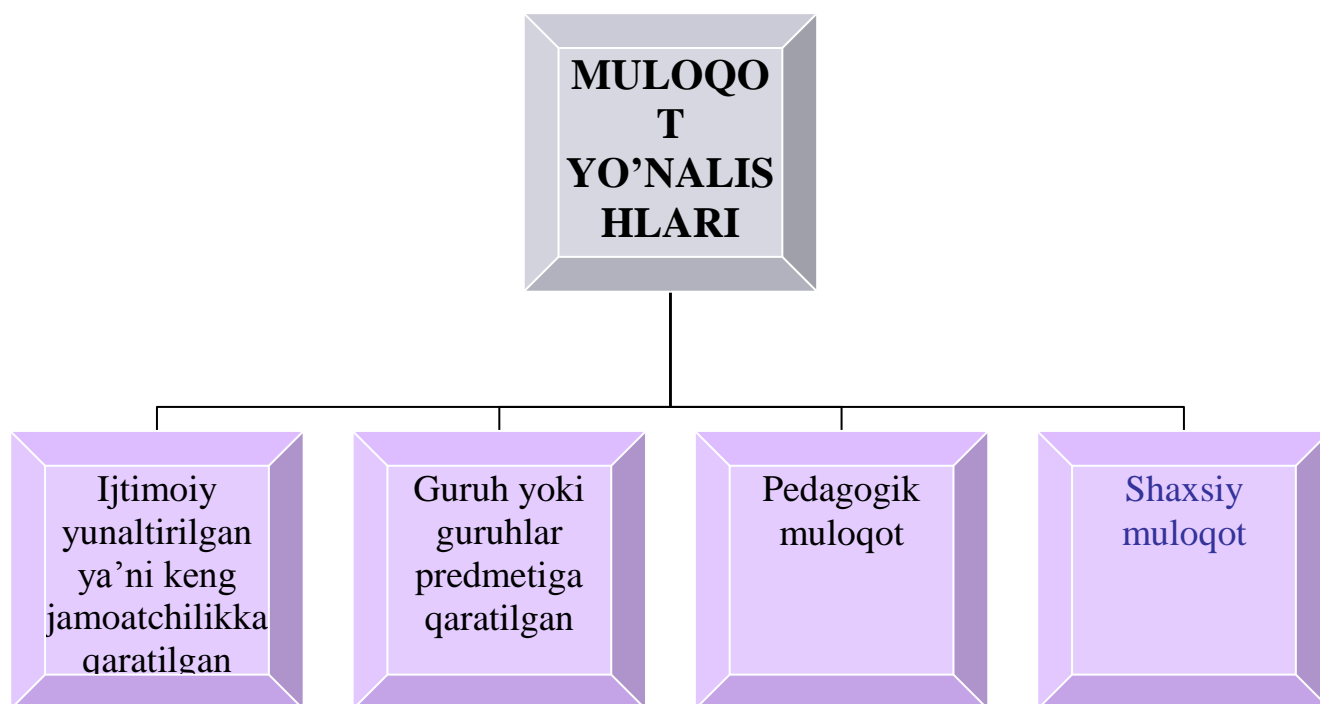 MULOQO
T
YO’NALIS
HLARI
Ijtimoiy
yunaltirilgan
ya’ni keng
jamoatchilikka
qaratilgan
Guruh yoki
guruhlar
predmetiga
qaratilgan
Pedagogik
muloqot
Shaxsiy
muloqot